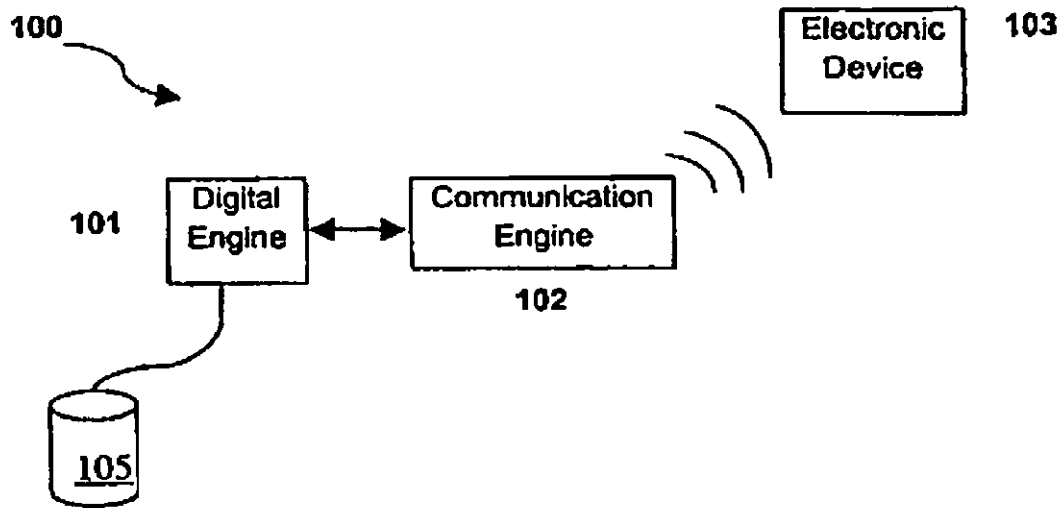 100
Electronic
Device
103
101
Digital
Engine
Communication
Engine
102
105